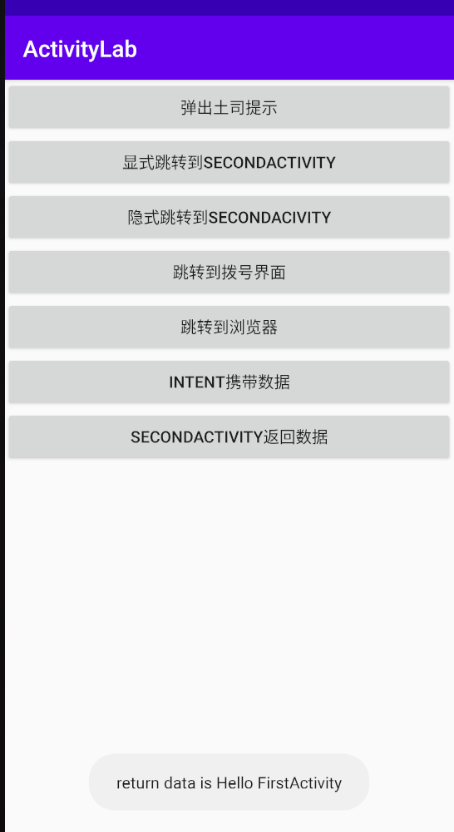 ActivityLab
弹出土司提示
显式跳转到SECONDACTIVITY
隐式跳转到SECONDACIVITY
跳转到拨号界面
跳转到浏览器
INTENT携带数据
SECONDACTIVITY返回数据
return data is Hello FirstActivity